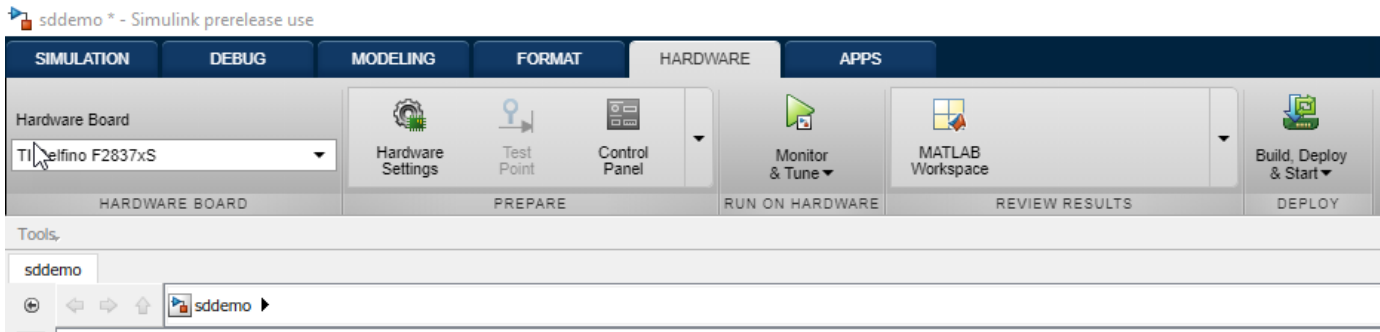 sddemo * - Simulink prerelease use
SIMULATION DEBUG MODELING FORMAT HARDWARE APPS
Hardware Board
TI Delfino F2837xS
Hardware
Settings
Test
Point
Control
Panel
Monitor
& Tune
MATLAB
Workspace
Build, Deploy
& Start
HARDWARE BOARD PREPARE RUN ON HARDWARE REVIEW RESULTS DEPLOY
Tools
sddemo
sddemo